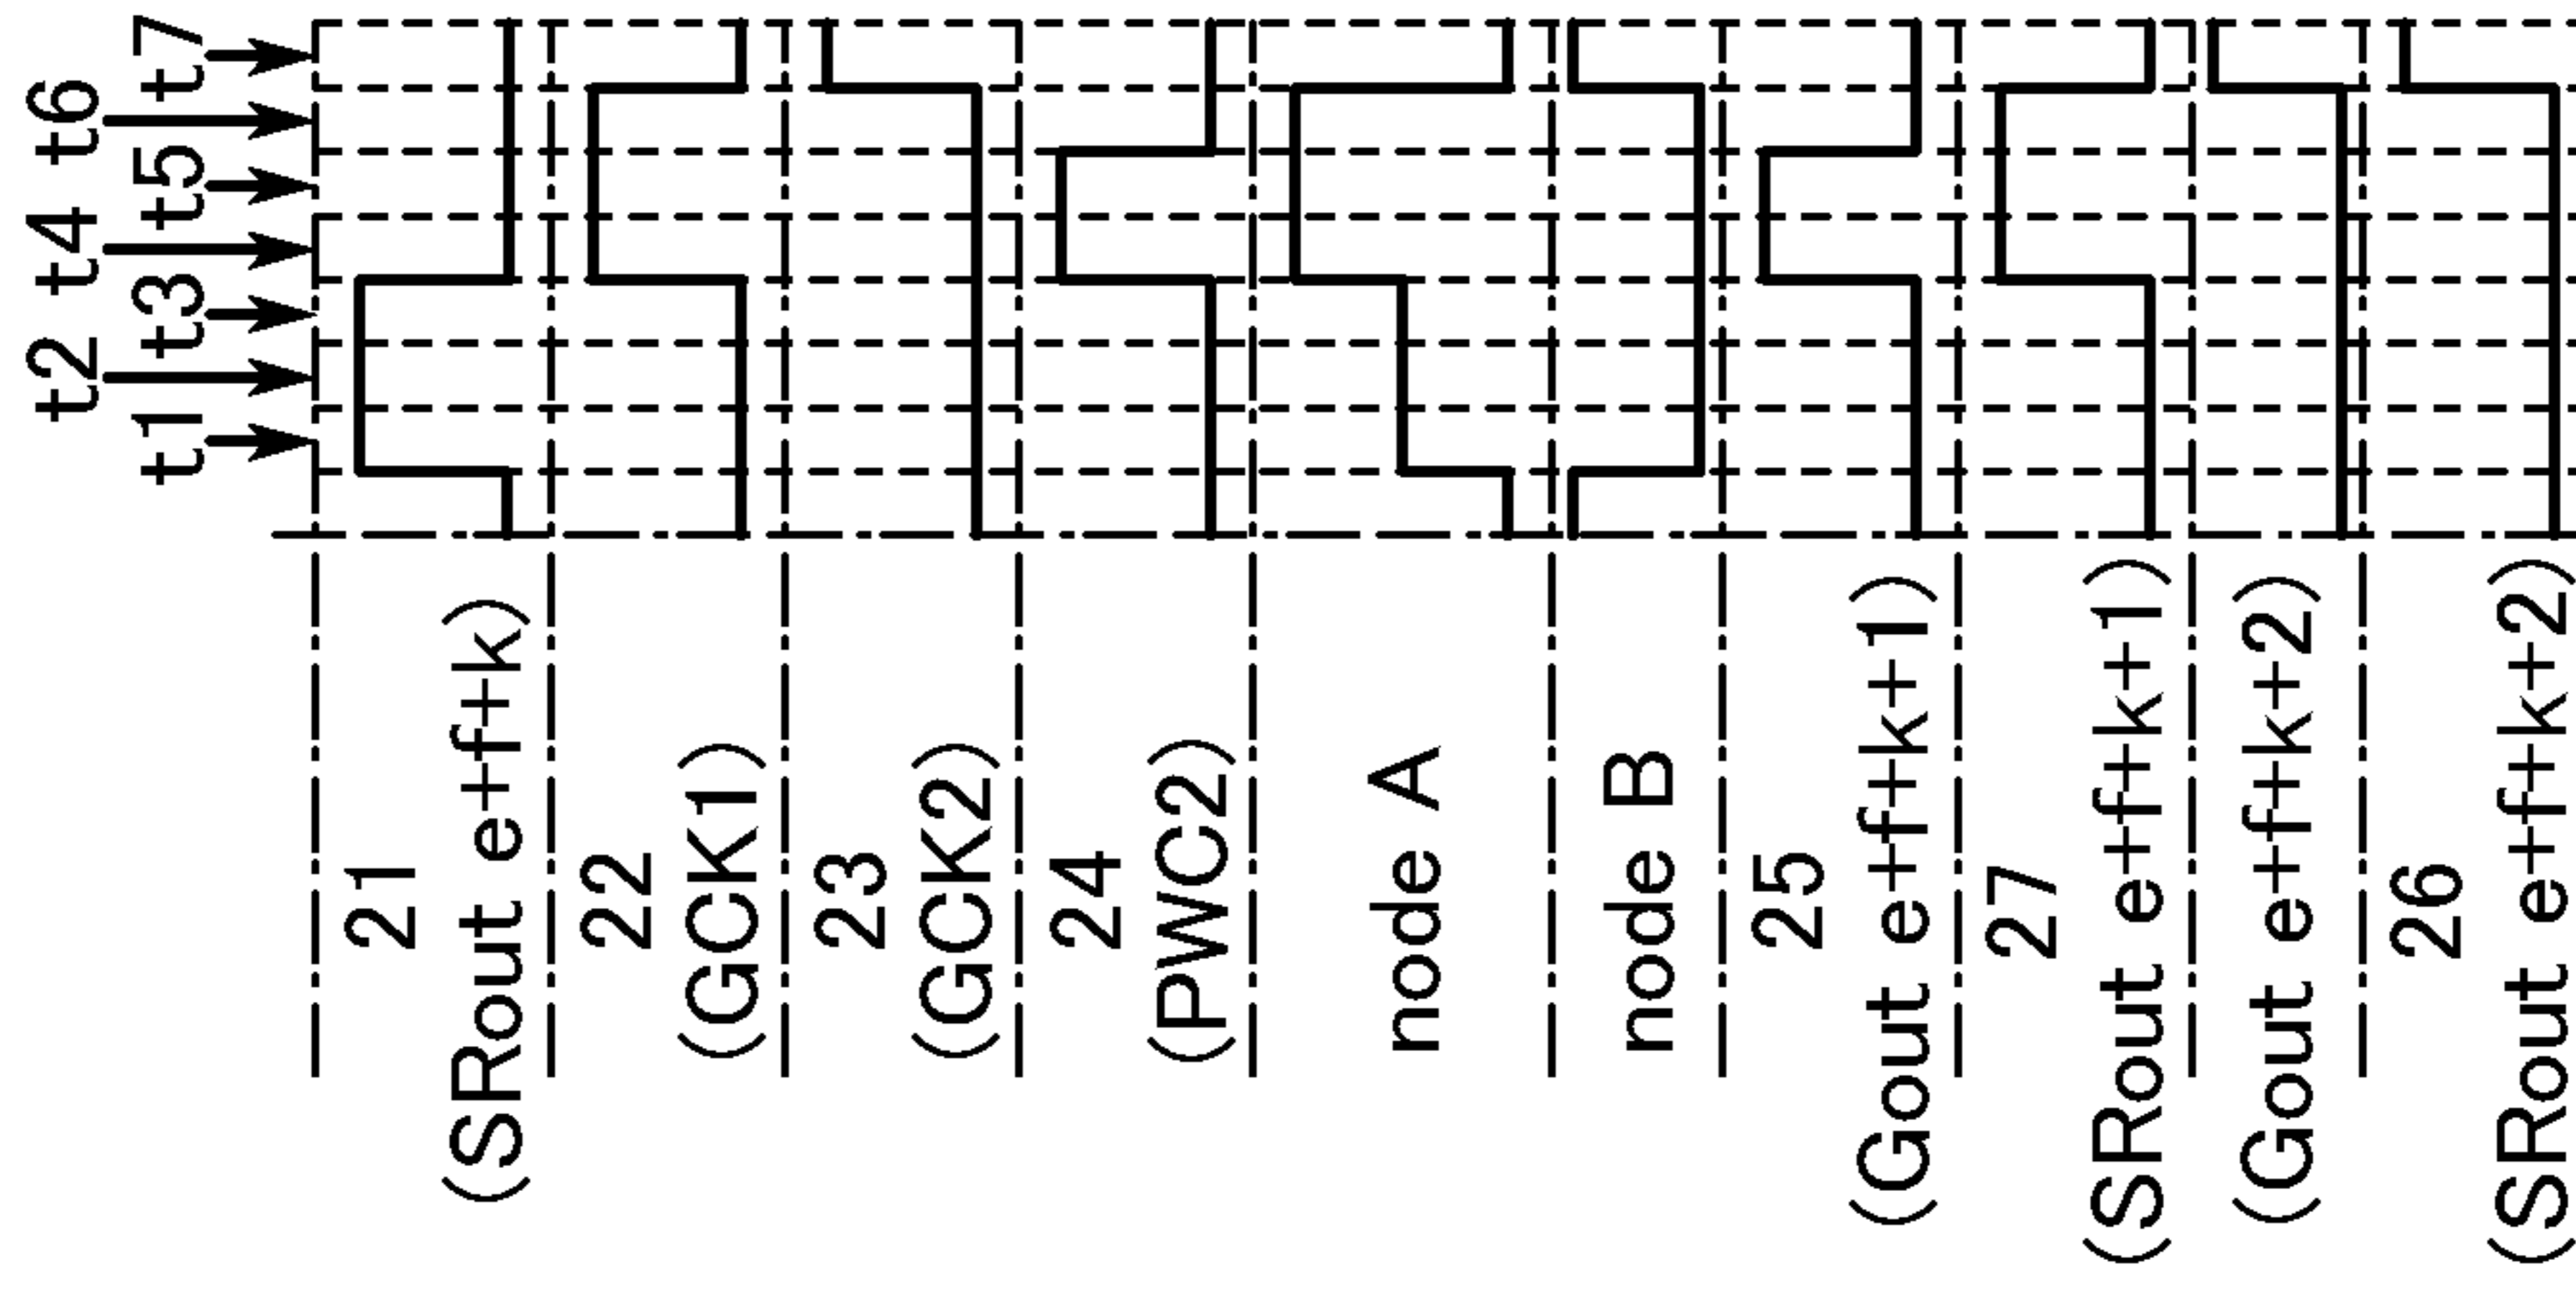 t1 t2 t3 t4 t5 t6 t7
21
(SRout e+f+k)
22
(GCK1)
23
(GCK2)
24
(PWC2)
node A
node B
25
(Gout e+f+k+1)
27
(SRout e+f+k+1)
(Gout e+f+k+2)
26
(SRout e+f+k+2)